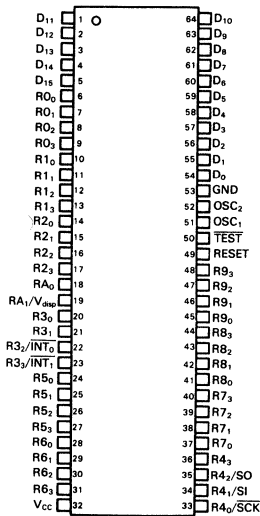 D₁₁ 1 64 D₁₀
D₁₂ 2 63 D₉
D₁₃ 3 62 D₈
D₁₄ 4 61 D₇
D₁₅ 5 60 D₆
R0₀ 6 59 D₅
R0₁ 7 58 D₄
R0₂ 8 57 D₃
R0₃ 9 56 D₂
R1₀ 10 55 D₁
R1₁ 11 54 D₀
R1₂ 12 53 GND
R1₃ 13 52 OSC₂
R2₀ 14 51 OSC₁
R2₁ 15 50 T̅E̅S̅T̅
R2₂ 16 49 RESET
R2₃ 17 48 R9₃
RA₀ 18 47 R9₂
RA₁/Vdisp 19 46 R9₁
R3₀ 20 45 R9₀
R3₁ 21 44 R8₃
R3₂/I̅N̅T̅₀ 22 43 R8₂
R3₃/I̅N̅T̅₁ 23 42 R8₁
R5₀ 24 41 R8₀
R5₁ 25 40 R7₃
R5₂ 26 39 R7₂
R5₃ 27 38 R7₁
R6₀ 28 37 R7₀
R6₁ 29 36 R4₃
R6₂ 30 35 R4₂/SO
R6₃ 31 34 R4₁/SI
Vcc 32 33 R4₀/S̅C̅K̅